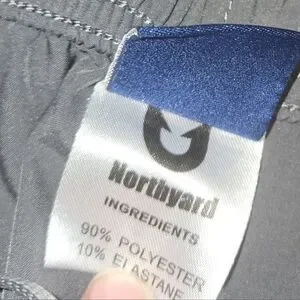 Northyard
INGREDIENTS
90% POLYESTER
10% ELASTANE